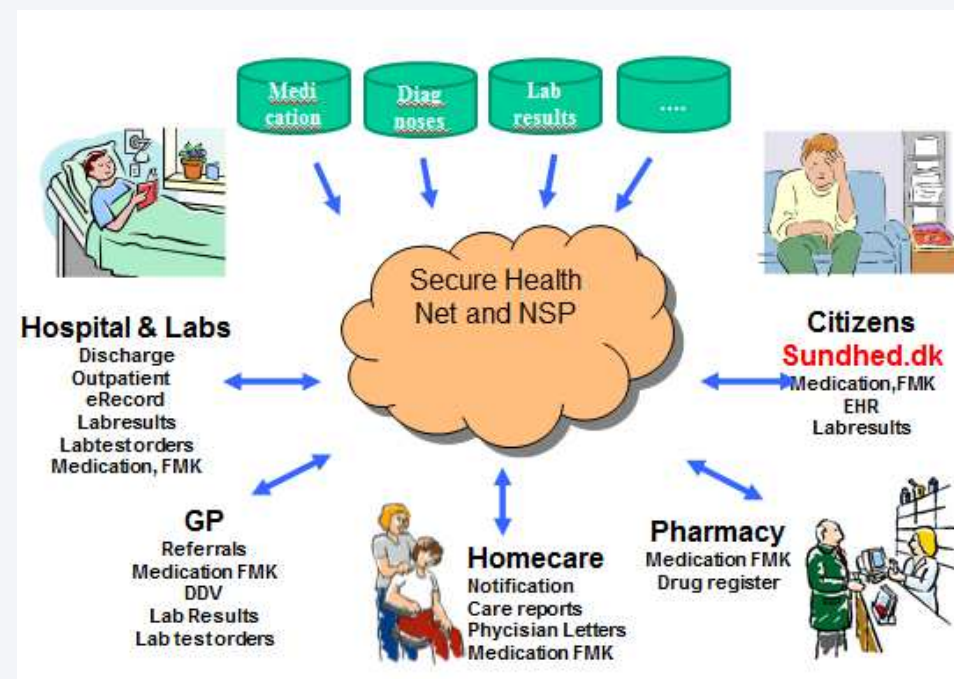 Medi
cation
Diag
noses
Lab
results
....
Secure Health
Net and NSP
Hospital & Labs
Discharge
Outpatient
eRecord
Labresults
Labtestorders
Medication, FMK
Citizens
Sundhed.dk
Medication,FMK
EHR
Labresults
GP
Referrals
Medication FMK
DDV
Lab Results
Lab testorders
Homecare
Notification
Care reports
Phycisian Letters
Medication FMK
Pharmacy
Medication FMK
Drug register